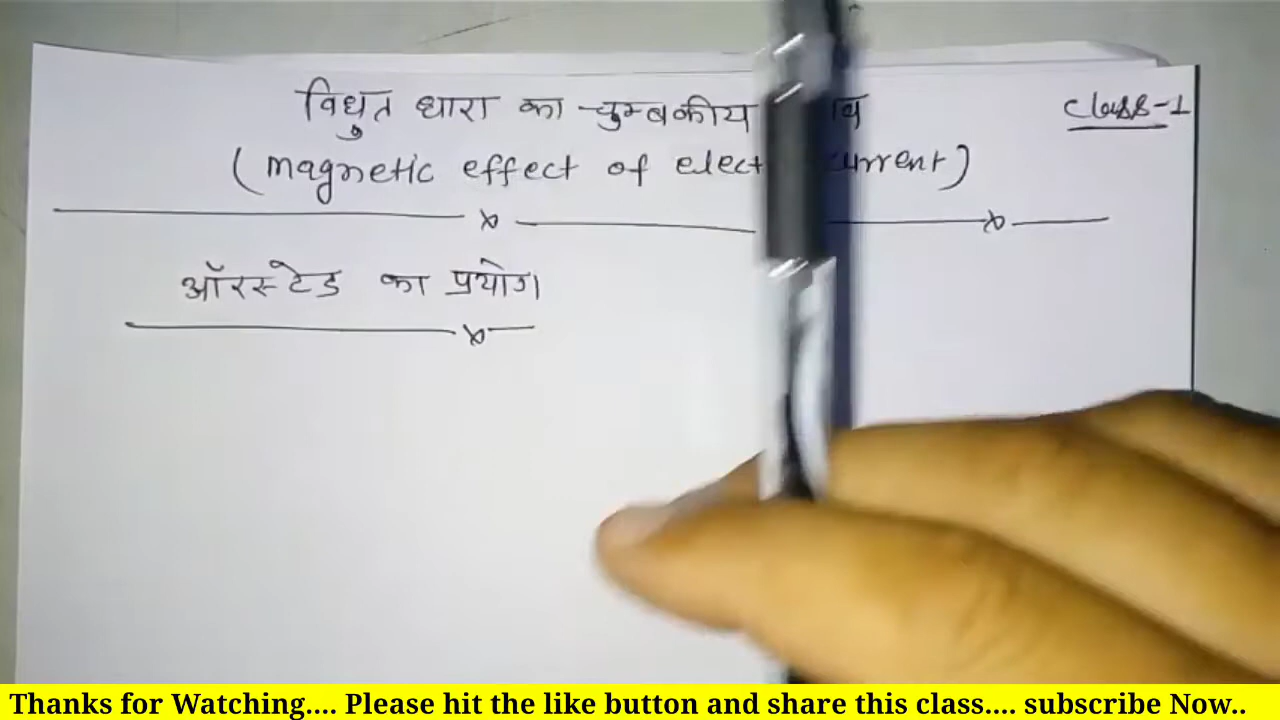 विधुत धारा का चुम्बकीय
Class-1
(magnetic effect of current)
ऑरस्टेड का प्रयोग
Thanks for Watching.... Please hit the like button and share this class.... subscribe Now..